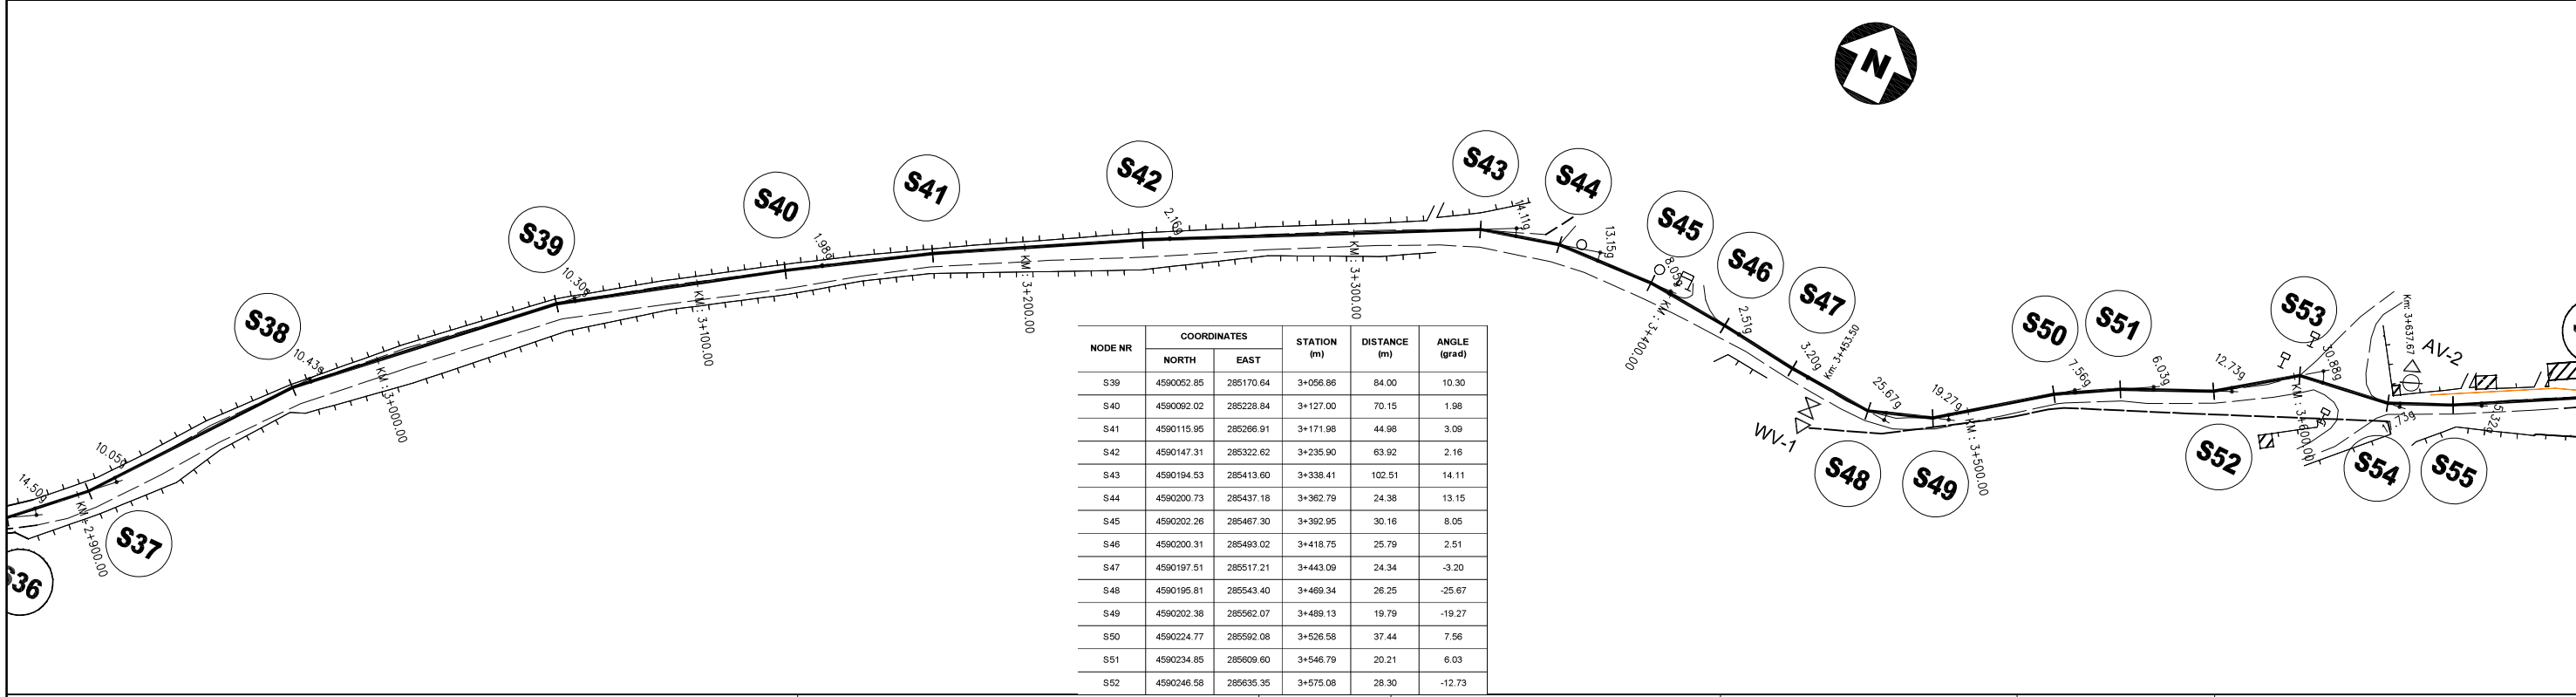 N
S36
S37
S38
S39
S40
S41
S42
S43
S44
S45
S46
S47
S48
S49
S50
S51
S52
S53
S54
S55
14.50g
10.05g
10.43g
10.30g
1.98g
2.16g
14.11g
13.15g
8.05g
2.51g
3.20g
25.67g
19.27g
7.56g
6.03g
12.73g
30.88g
5.32g
KM : 2+900.00
KM : 3+000.00
KM : 3+100.00
KM : 3+200.00
KM : 3+300.00
KM : 3+400.00
Km: 3+453.50
KM : 3+500.00
KM : 3+600.00
Km: 3+637.67
WV-1
AV-2
NODE NR COORDINATES STATION (m) DISTANCE (m) ANGLE (grad)
NORTH EAST
S39 4590052.85 285170.64 3+056.86 84.00 10.30
S40 4590092.02 285228.84 3+127.00 70.15 1.98
S41 4590115.95 285266.91 3+171.98 44.98 3.09
S42 4590147.31 285322.62 3+235.90 63.92 2.16
S43 4590194.53 285413.60 3+338.41 102.51 14.11
S44 4590200.73 285437.18 3+362.79 24.38 13.15
S45 4590202.26 285467.30 3+392.95 30.16 8.05
S46 4590200.31 285493.02 3+418.75 25.79 2.51
S47 4590197.51 285517.21 3+443.09 24.34 -3.20
S48 4590195.81 285543.40 3+469.34 26.25 -25.67
S49 4590202.38 285562.07 3+489.13 19.79 -19.27
S50 4590224.77 285592.08 3+526.58 37.44 7.56
S51 4590234.85 285609.60 3+546.79 20.21 6.03
S52 4590246.58 285635.35 3+575.08 28.30 -12.73